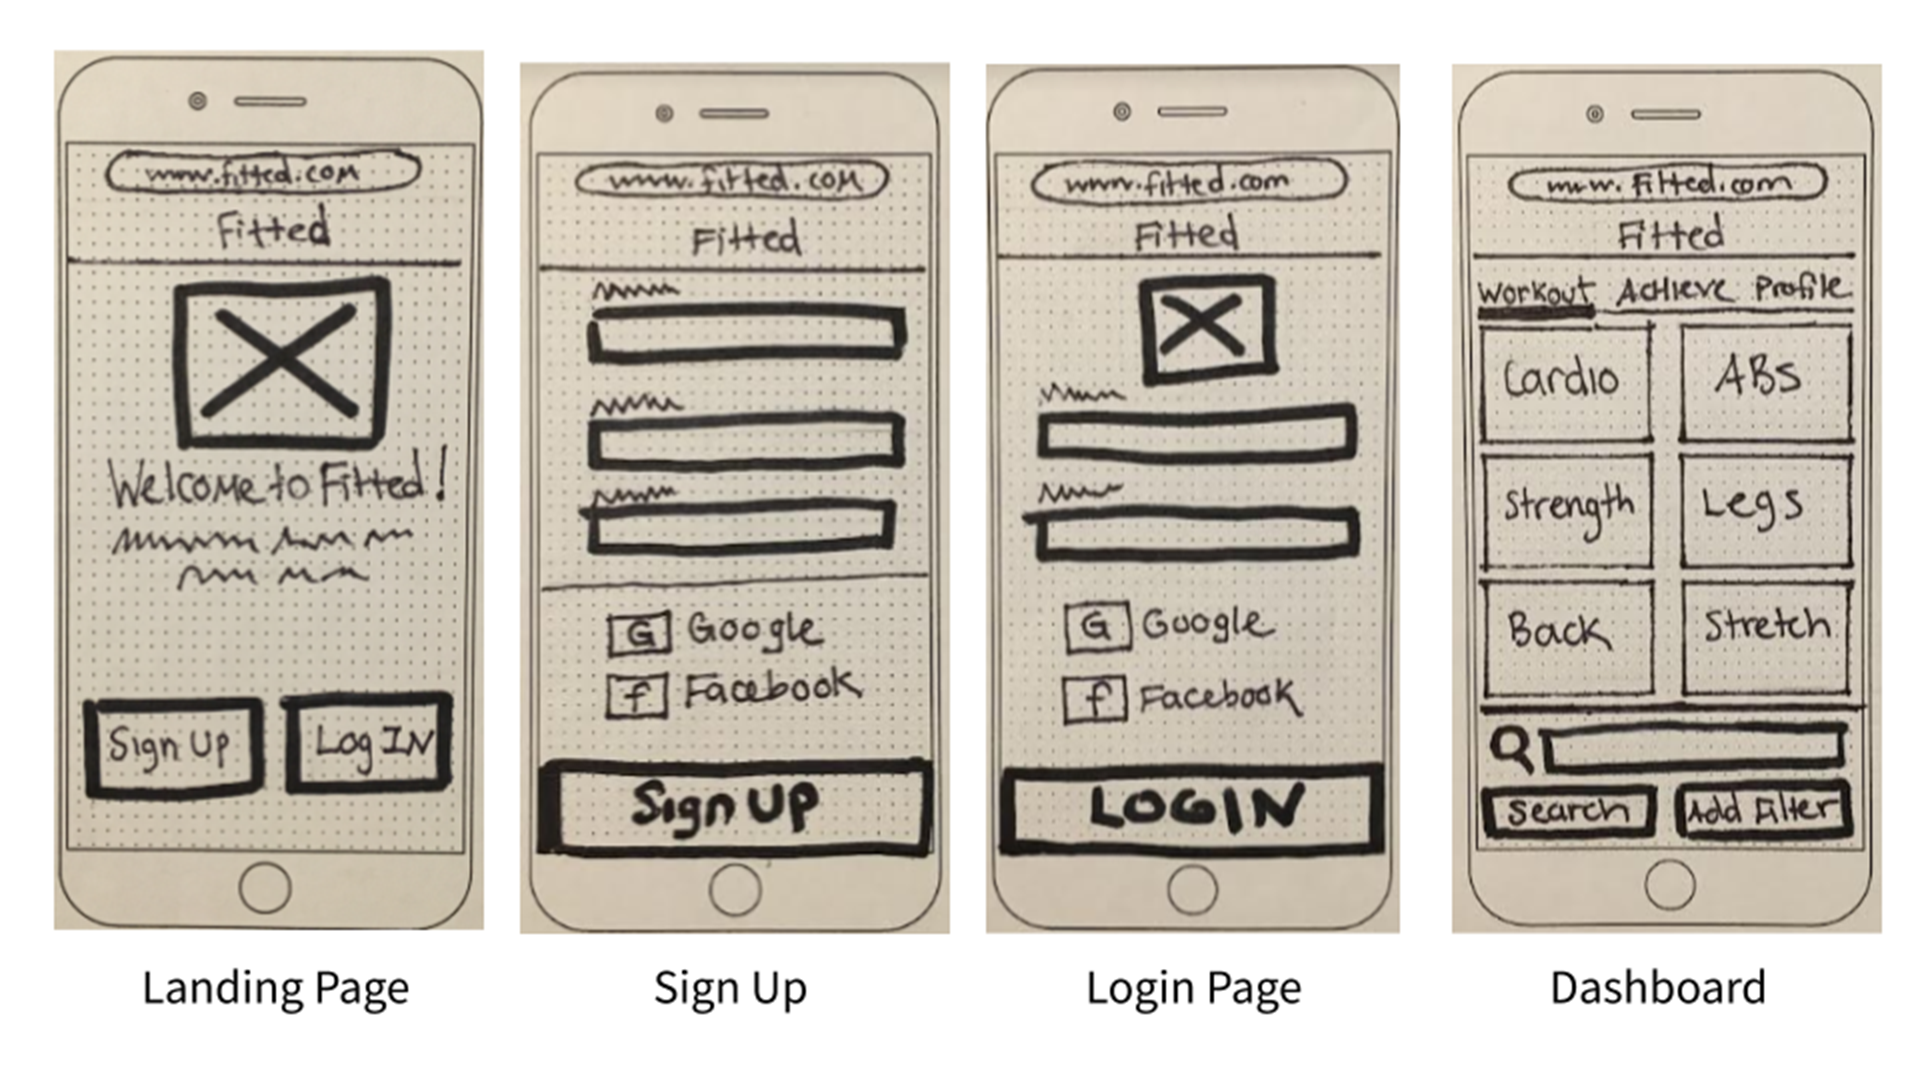 www.fitted.com
Fitted
Welcome to Fitted!
Sign Up
Log IN
Landing Page
www.fitted.com
Fitted
G Google
f Facebook
Sign UP
Sign Up
www.fitted.com
Fitted
G Google
f Facebook
LOGIN
Login Page
www.Fitted.com
Fitted
Workout Achieve Profile
Cardio ABs
Strength Legs
Back Stretch
Search Add Filter
Dashboard